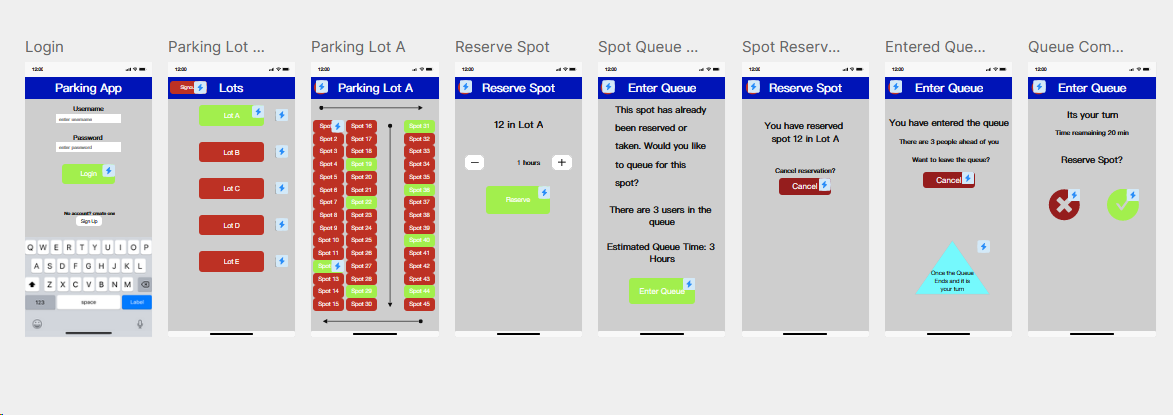 Login
Parking Lot ...
Parking Lot A
Reserve Spot
Spot Queue ...
Spot Reserv...
Entered Que...
Queue Com...
12:00
Parking App
Username
enter username
Password
enter password
Login
No account? create one
Sign Up
Q W E R T Y U I O P
A S D F G H J K L
Z X C V B N M
123
space
Label
12:00
Lots
Lot A
Lot B
Lot C
Lot D
Lot E
12:00
Parking Lot A
Spot
Spot 16
Spot 31
Spot 2
Spot 17
Spot 32
Spot 3
Spot 18
Spot 33
Spot 4
Spot 19
Spot 34
Spot 5
Spot 20
Spot 35
Spot 6
Spot 21
Spot 36
Spot 7
Spot 22
Spot 37
Spot 8
Spot 23
Spot 38
Spot 9
Spot 24
Spot 39
Spot 10
Spot 25
Spot 40
Spot 11
Spot 26
Spot 41
Spot
Spot 27
Spot 42
Spot 13
Spot 28
Spot 43
Spot 14
Spot 29
Spot 44
Spot 15
Spot 30
Spot 45
12:00
Reserve Spot
12 in Lot A
1 hours
Reserve
12:00
Enter Queue
This spot has already
been reserved or
taken. Would you like
to queue for this
spot?
There are 3 users in the
queue
Estimated Queue Time: 3
Hours
Enter Queue
12:00
Reserve Spot
You have reserved
spot 12 in Lot A
Cancel reservation?
Cancel
12:00
Enter Queue
You have entered the queue
There are 3 people ahead of you
Want to leave the queue?
Cancel
Once the Queue
Ends and it is
your turn
12:00
Enter Queue
Its your turn
Time reamaining 20 min
Reserve Spot?